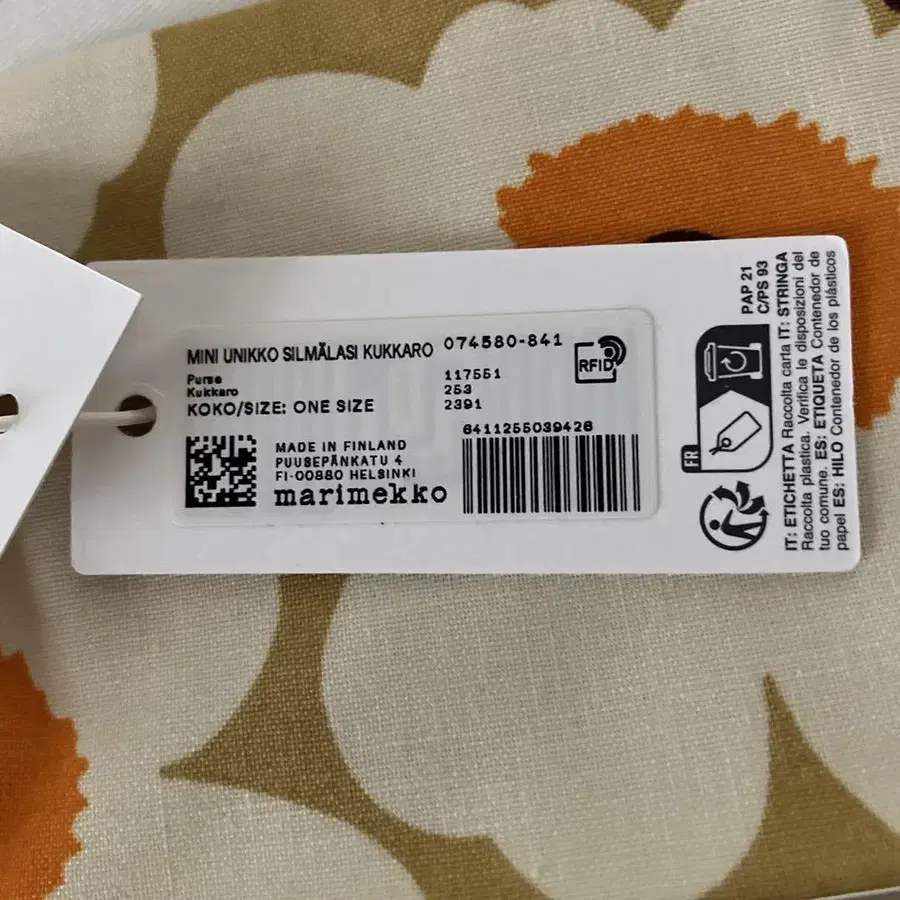 MINI UNIKKO SILMÄLASI KUKKARO 074580-841
Purse 117551
Kukkaro 253
KOKO/SIZE: ONE SIZE 2391
RFID
6411255039426
MADE IN FINLAND
PUUSEPÄNKATU 4
FI-00880 HELSINKI
marimekko
PAP 21
C/PS 93
FR
IT: ETICHETTA Raccolta carta IT: STRINGA
Raccolta plastica. Verifica le disposizioni del
tuo comune. ES: ETIQUETA Contenedor de
papel ES: HILO Contenedor de los plásticos